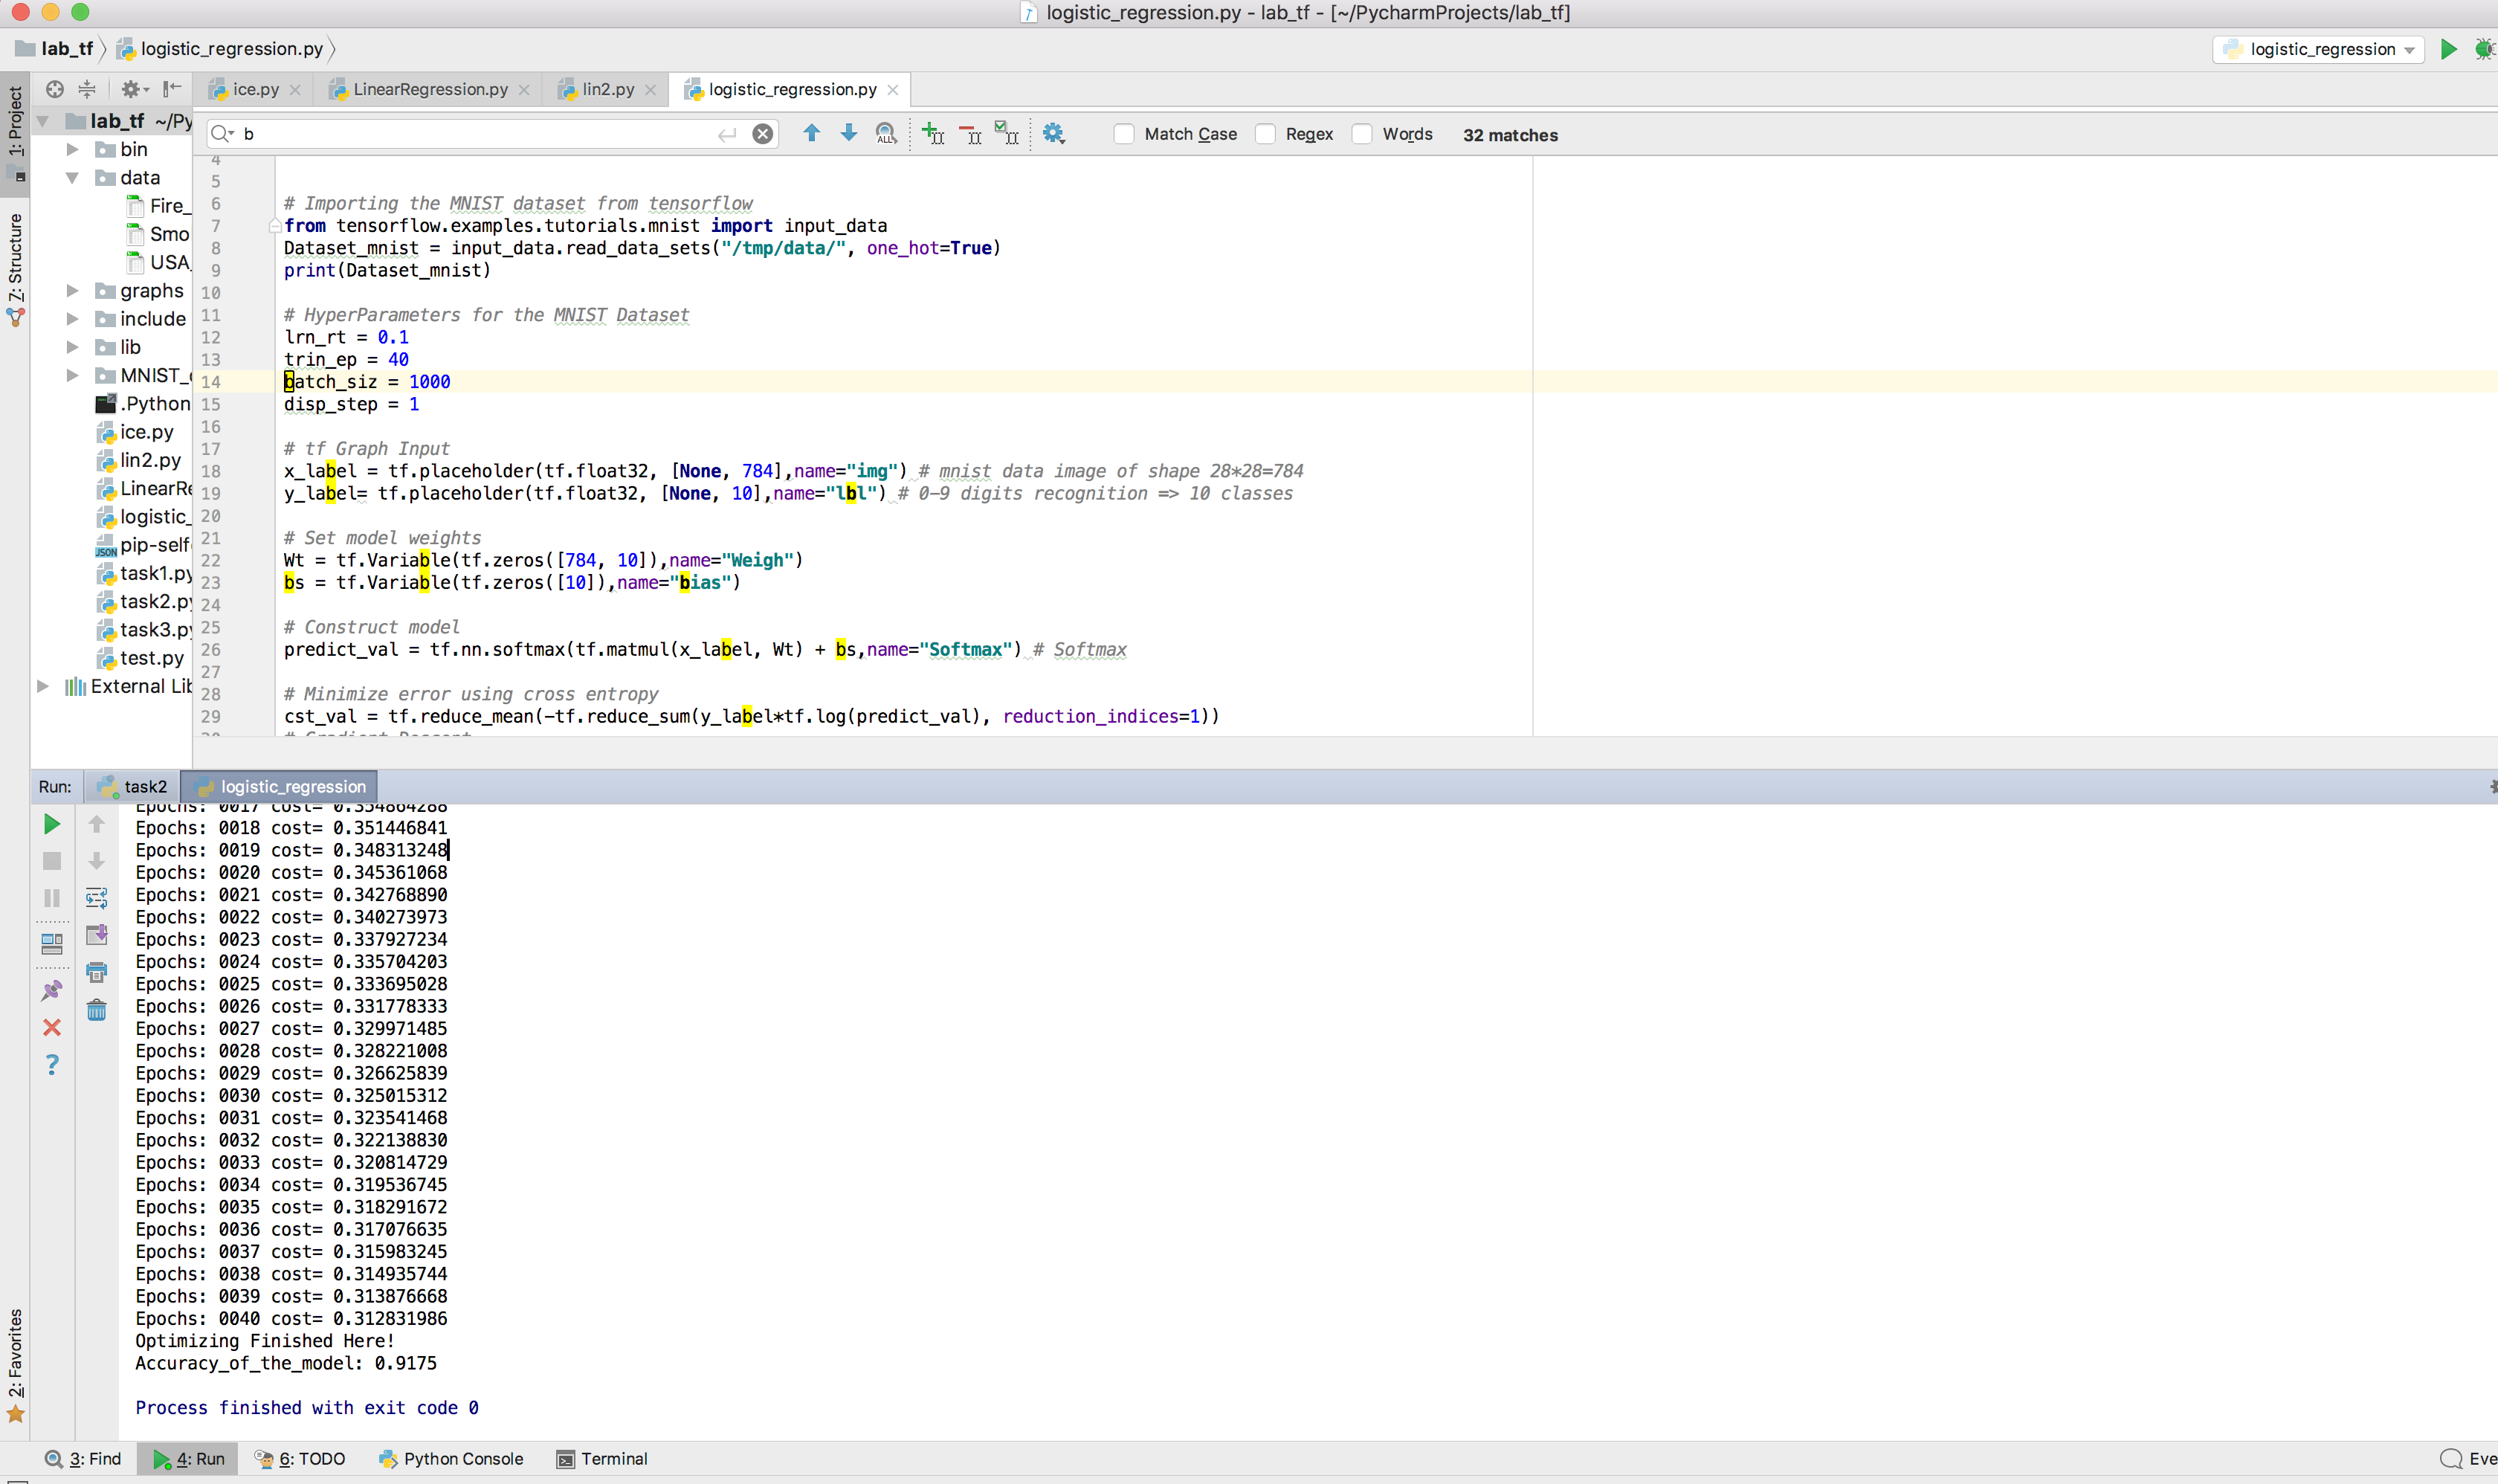 logistic_regression.py - lab_tf - [~/PycharmProjects/lab_tf]
lab_tf logistic_regression.py
logistic_regression
ice.py LinearRegression.py lin2.py logistic_regression.py
1: Project
Z: Structure
2: Favorites
lab_tf ~/Py
bin
data
Fire_
Smo
USA_
graphs
include
lib
MNIST_
.Python
ice.py
lin2.py
LinearRe
logistic_
pip-self
task1.py
task2.py
task3.py
test.py
External Lib
b
ALL
Match Case Regex Words 32 matches
4
5
6 # Importing the MNIST dataset from tensorflow
7 from tensorflow.examples.tutorials.mnist import input_data
8 Dataset_mnist = input_data.read_data_sets("/tmp/data/", one_hot=True)
9 print(Dataset_mnist)
10
11 # HyperParameters for the MNIST Dataset
12 lrn_rt = 0.1
13 trin_ep = 40
14 batch_siz = 1000
15 disp_step = 1
16
17 # tf Graph Input
18 x_label = tf.placeholder(tf.float32, [None, 784],name="img") # mnist data image of shape 28*28=784
19 y_label= tf.placeholder(tf.float32, [None, 10],name="lbl") # 0-9 digits recognition => 10 classes
20
21 # Set model weights
22 Wt = tf.Variable(tf.zeros([784, 10]),name="Weigh")
23 bs = tf.Variable(tf.zeros([10]),name="bias")
24
25 # Construct model
26 predict_val = tf.nn.softmax(tf.matmul(x_label, Wt) + bs,name="Softmax") # Softmax
27
28 # Minimize error using cross entropy
29 cst_val = tf.reduce_mean(-tf.reduce_sum(y_label*tf.log(predict_val), reduction_indices=1))
# Gradient Descent
Run: task2 logistic_regression
Epochs: 0017 cost= 0.354864288
Epochs: 0018 cost= 0.351446841
Epochs: 0019 cost= 0.348313248
Epochs: 0020 cost= 0.345361068
Epochs: 0021 cost= 0.342768890
Epochs: 0022 cost= 0.340273973
Epochs: 0023 cost= 0.337927234
Epochs: 0024 cost= 0.335704203
Epochs: 0025 cost= 0.333695028
Epochs: 0026 cost= 0.331778333
Epochs: 0027 cost= 0.329971485
Epochs: 0028 cost= 0.328221008
Epochs: 0029 cost= 0.326625839
Epochs: 0030 cost= 0.325015312
Epochs: 0031 cost= 0.323541468
Epochs: 0032 cost= 0.322138830
Epochs: 0033 cost= 0.320814729
Epochs: 0034 cost= 0.319536745
Epochs: 0035 cost= 0.318291672
Epochs: 0036 cost= 0.317076635
Epochs: 0037 cost= 0.315983245
Epochs: 0038 cost= 0.314935744
Epochs: 0039 cost= 0.313876668
Epochs: 0040 cost= 0.312831986
Optimizing Finished Here!
Accuracy_of_the_model: 0.9175
Process finished with exit code 0
3: Find 4: Run 6: TODO Python Console Terminal Eve